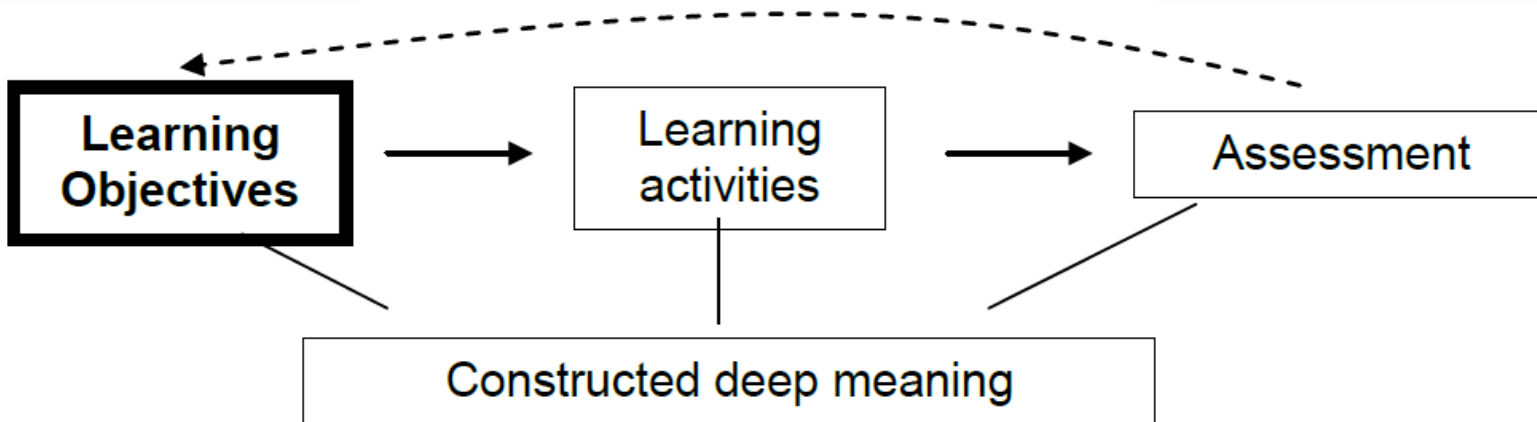 Learning
Objectives
Learning
activities
Assessment
Constructed deep meaning